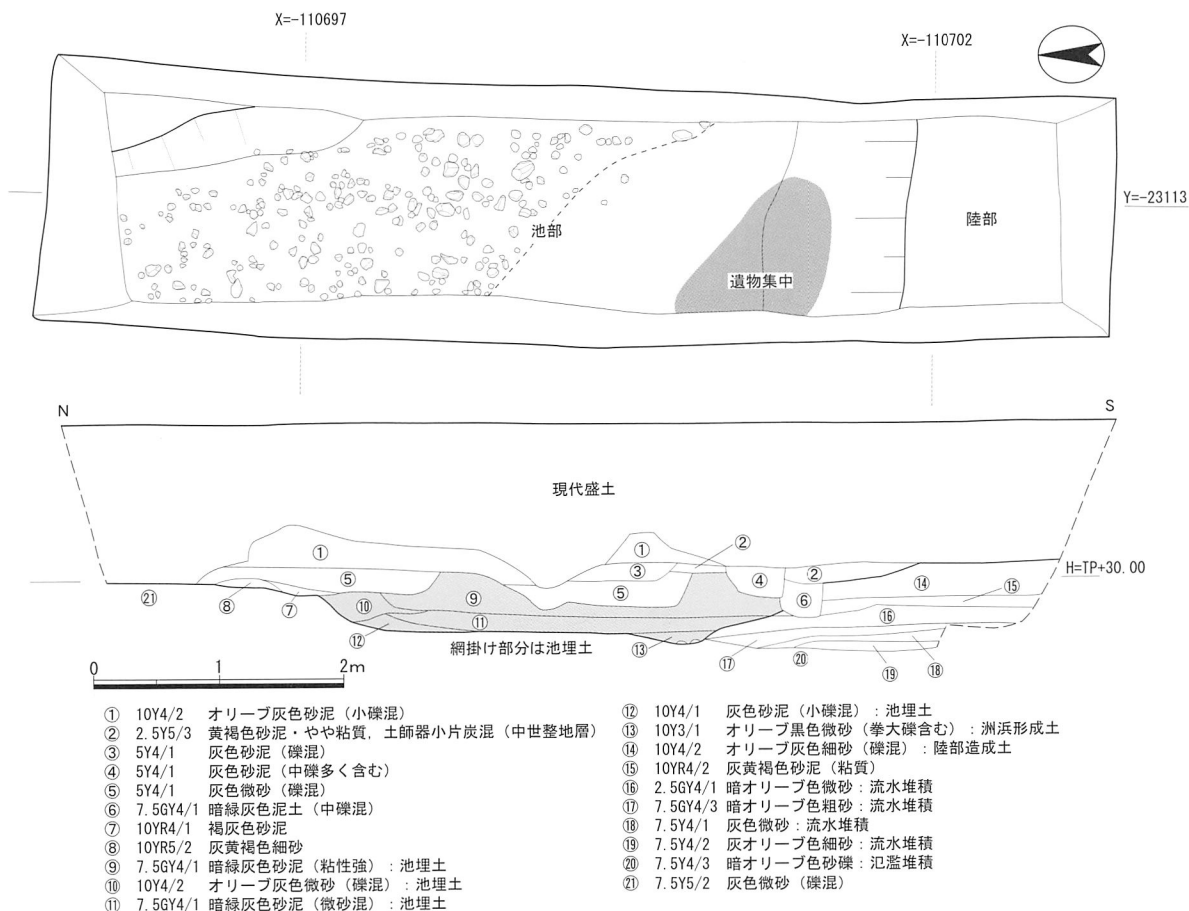 X=-110697
X=-110702
Y=-23113
池部
陸部
遺物集中
N
S
現代盛土
H=TP+30.00
① ① ② ③ ② ④ ⑤ ⑤ ⑥ ⑨ ⑩ ⑪ ⑧ ⑦ ㉑ ⑫ ⑬ ⑭ ⑮ ⑯ ⑰ ⑳ ⑲ ⑱
網掛け部分は池埋土
0 1 2m
① 10Y4/2 オリーブ灰色砂泥（小礫混）
② 2.5Y5/3 黄褐色砂泥・やや粘質，土師器小片炭混（中世整地層）
③ 5Y4/1 灰色砂泥（礫混）
④ 5Y4/1 灰色砂泥（中礫多く含む）
⑤ 5Y4/1 灰色微砂（礫混）
⑥ 7.5GY4/1 暗緑灰色泥土（中礫混）
⑦ 10YR4/1 褐灰色砂泥
⑧ 10YR5/2 灰黄褐色細砂
⑨ 7.5GY4/1 暗緑灰色砂泥（粘性強）：池埋土
⑩ 10Y4/2 オリーブ灰色微砂（礫混）：池埋土
⑪ 7.5GY4/1 暗緑灰色砂泥（微砂混）：池埋土
⑫ 10Y4/1 灰色砂泥（小礫混）：池埋土
⑬ 10Y3/1 オリーブ黒色微砂（拳大礫含む）：洲浜形成土
⑭ 10Y4/2 オリーブ灰色細砂（礫混）：陸部造成土
⑮ 10YR4/2 灰黄褐色砂泥（粘質）
⑯ 2.5GY4/1 暗オリーブ色微砂：流水堆積
⑰ 7.5GY4/3 暗オリーブ色粗砂：流水堆積
⑱ 7.5Y4/1 灰色微砂：流水堆積
⑲ 7.5Y4/2 灰オリーブ色細砂：流水堆積
⑳ 7.5Y4/3 暗オリーブ色砂礫：氾濫堆積
㉑ 7.5Y5/2 灰色微砂（礫混）